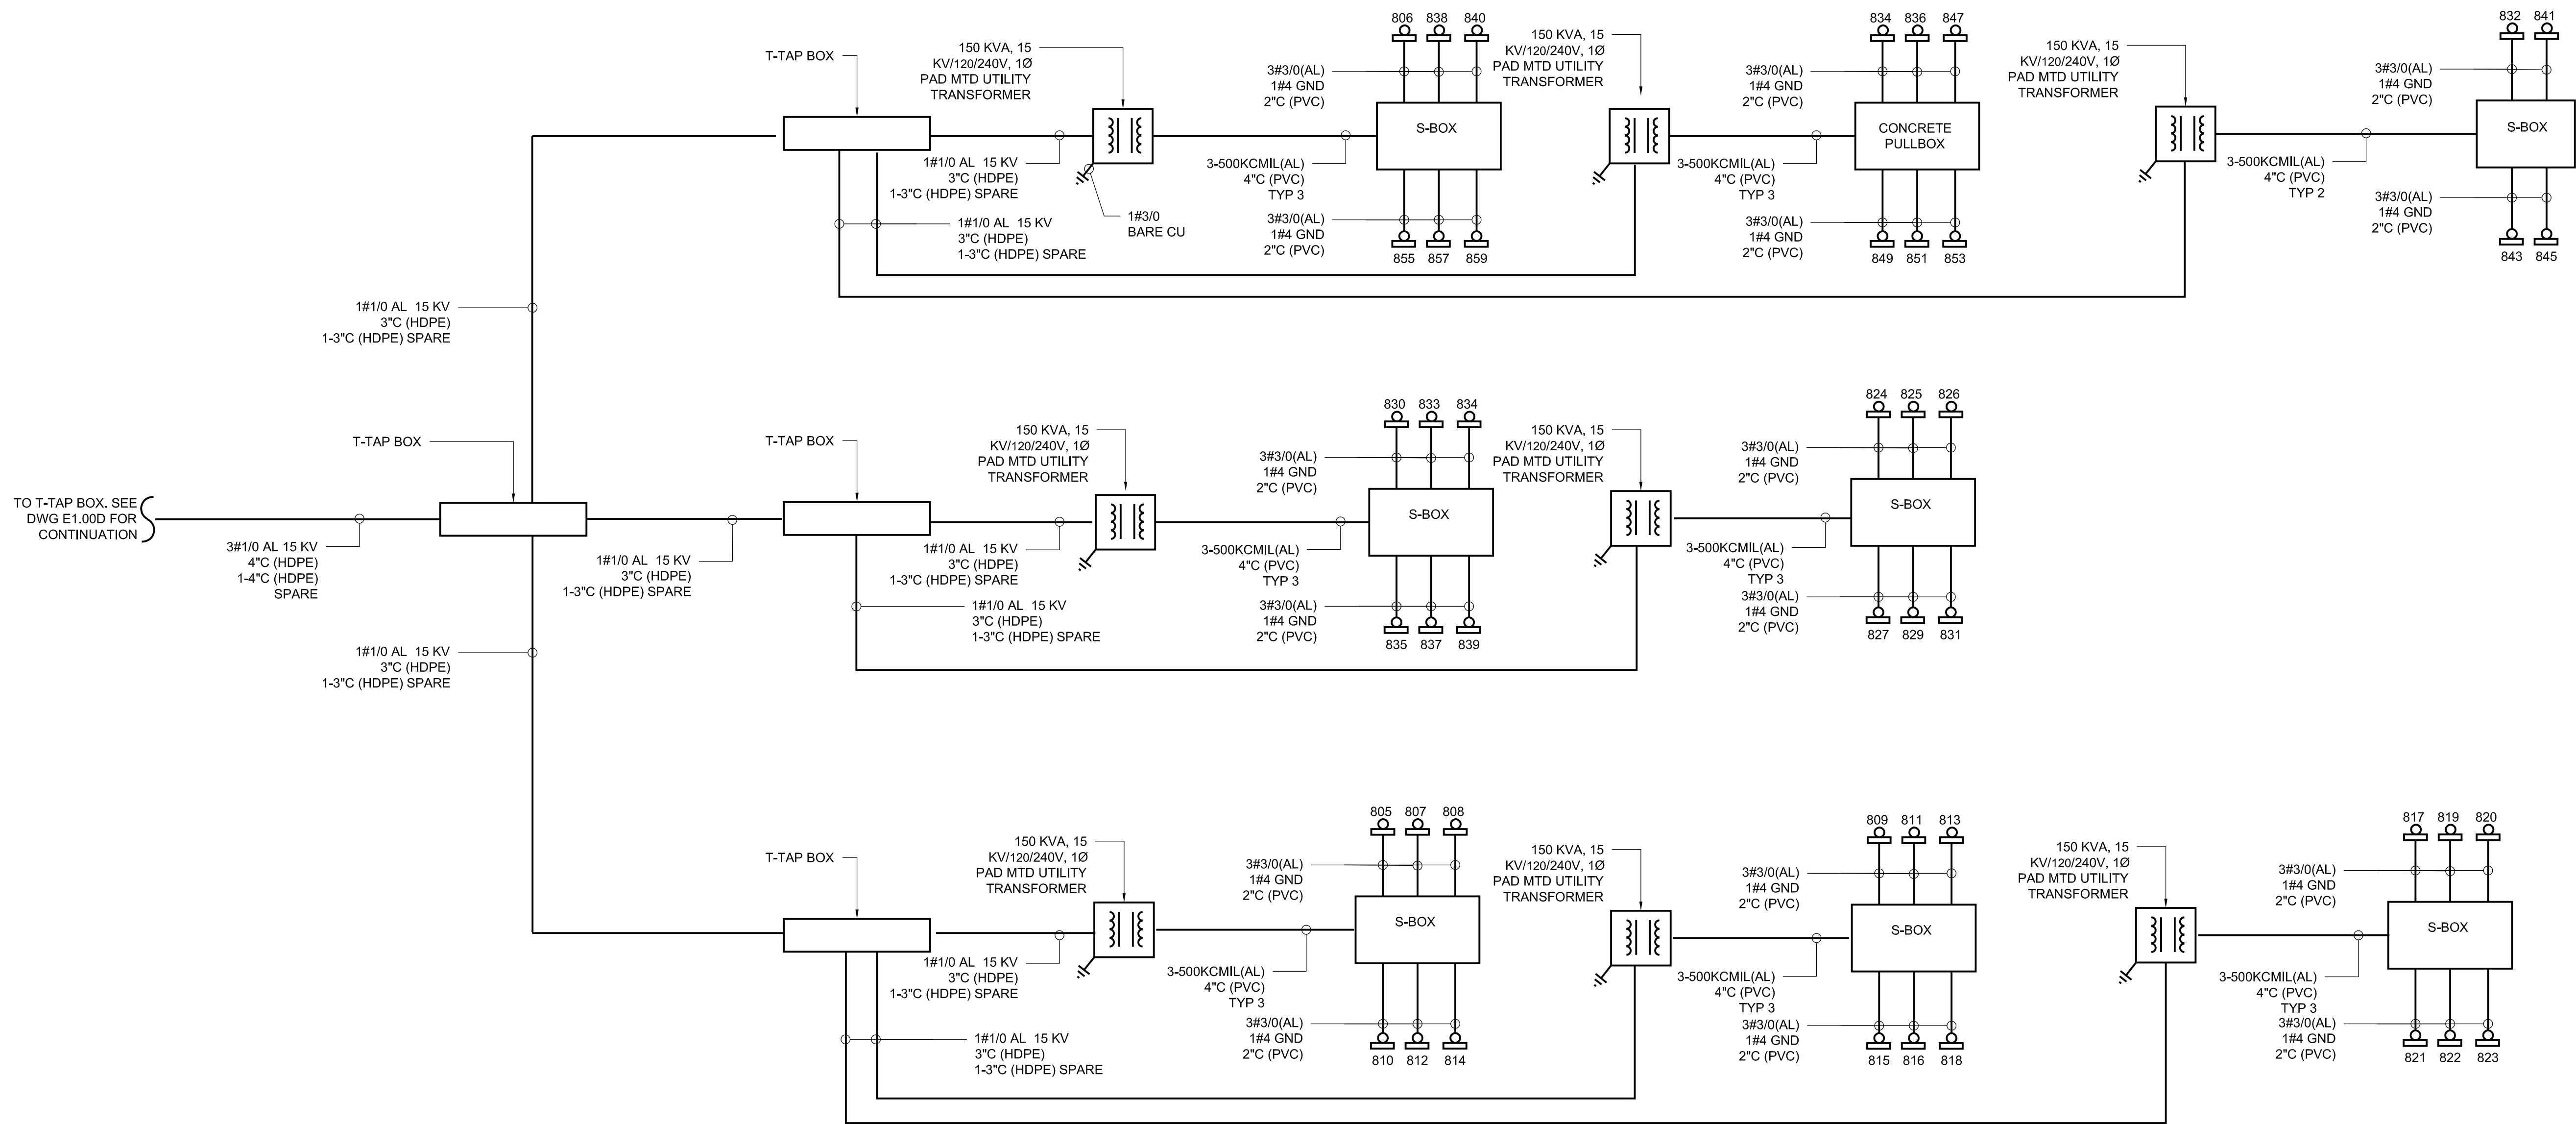 T-TAP BOX
150 KVA, 15
KV/120/240V, 1Ø
PAD MTD UTILITY
TRANSFORMER
1#1/0 AL 15 KV
3"C (HDPE)
1-3"C (HDPE) SPARE
1#3/0
BARE CU
1#1/0 AL 15 KV
3"C (HDPE)
1-3"C (HDPE) SPARE
806 838 840
3#3/0(AL)
1#4 GND
2"C (PVC)
S-BOX
3-500KCMIL(AL)
4"C (PVC)
TYP 3
3#3/0(AL)
1#4 GND
2"C (PVC)
855 857 859
150 KVA, 15
KV/120/240V, 1Ø
PAD MTD UTILITY
TRANSFORMER
834 836 847
3#3/0(AL)
1#4 GND
2"C (PVC)
CONCRETE
PULLBOX
3-500KCMIL(AL)
4"C (PVC)
TYP 3
3#3/0(AL)
1#4 GND
2"C (PVC)
849 851 853
150 KVA, 15
KV/120/240V, 1Ø
PAD MTD UTILITY
TRANSFORMER
832 841
3#3/0(AL)
1#4 GND
2"C (PVC)
S-BOX
3-500KCMIL(AL)
4"C (PVC)
TYP 2
3#3/0(AL)
1#4 GND
2"C (PVC)
843 845
1#1/0 AL 15 KV
3"C (HDPE)
1-3"C (HDPE) SPARE
T-TAP BOX
TO T-TAP BOX. SEE
DWG E1.00D FOR
CONTINUATION
3#1/0 AL 15 KV
4"C (HDPE)
1-4"C (HDPE)
SPARE
1#1/0 AL 15 KV
3"C (HDPE)
1-3"C (HDPE) SPARE
T-TAP BOX
150 KVA, 15
KV/120/240V, 1Ø
PAD MTD UTILITY
TRANSFORMER
1#1/0 AL 15 KV
3"C (HDPE)
1-3"C (HDPE) SPARE
1#1/0 AL 15 KV
3"C (HDPE)
1-3"C (HDPE) SPARE
830 833 834
3#3/0(AL)
1#4 GND
2"C (PVC)
S-BOX
3-500KCMIL(AL)
4"C (PVC)
TYP 3
3#3/0(AL)
1#4 GND
2"C (PVC)
835 837 839
150 KVA, 15
KV/120/240V, 1Ø
PAD MTD UTILITY
TRANSFORMER
824 825 826
3#3/0(AL)
1#4 GND
2"C (PVC)
S-BOX
3-500KCMIL(AL)
4"C (PVC)
TYP 3
3#3/0(AL)
1#4 GND
2"C (PVC)
827 829 831
1#1/0 AL 15 KV
3"C (HDPE)
1-3"C (HDPE) SPARE
T-TAP BOX
150 KVA, 15
KV/120/240V, 1Ø
PAD MTD UTILITY
TRANSFORMER
1#1/0 AL 15 KV
3"C (HDPE)
1-3"C (HDPE) SPARE
1#1/0 AL 15 KV
3"C (HDPE)
1-3"C (HDPE) SPARE
805 807 808
3#3/0(AL)
1#4 GND
2"C (PVC)
S-BOX
3-500KCMIL(AL)
4"C (PVC)
TYP 3
3#3/0(AL)
1#4 GND
2"C (PVC)
810 812 814
150 KVA, 15
KV/120/240V, 1Ø
PAD MTD UTILITY
TRANSFORMER
809 811 813
3#3/0(AL)
1#4 GND
2"C (PVC)
S-BOX
3-500KCMIL(AL)
4"C (PVC)
TYP 3
3#3/0(AL)
1#4 GND
2"C (PVC)
815 816 818
150 KVA, 15
KV/120/240V, 1Ø
PAD MTD UTILITY
TRANSFORMER
817 819 820
3#3/0(AL)
1#4 GND
2"C (PVC)
S-BOX
3-500KCMIL(AL)
4"C (PVC)
TYP 3
3#3/0(AL)
1#4 GND
2"C (PVC)
821 822 823